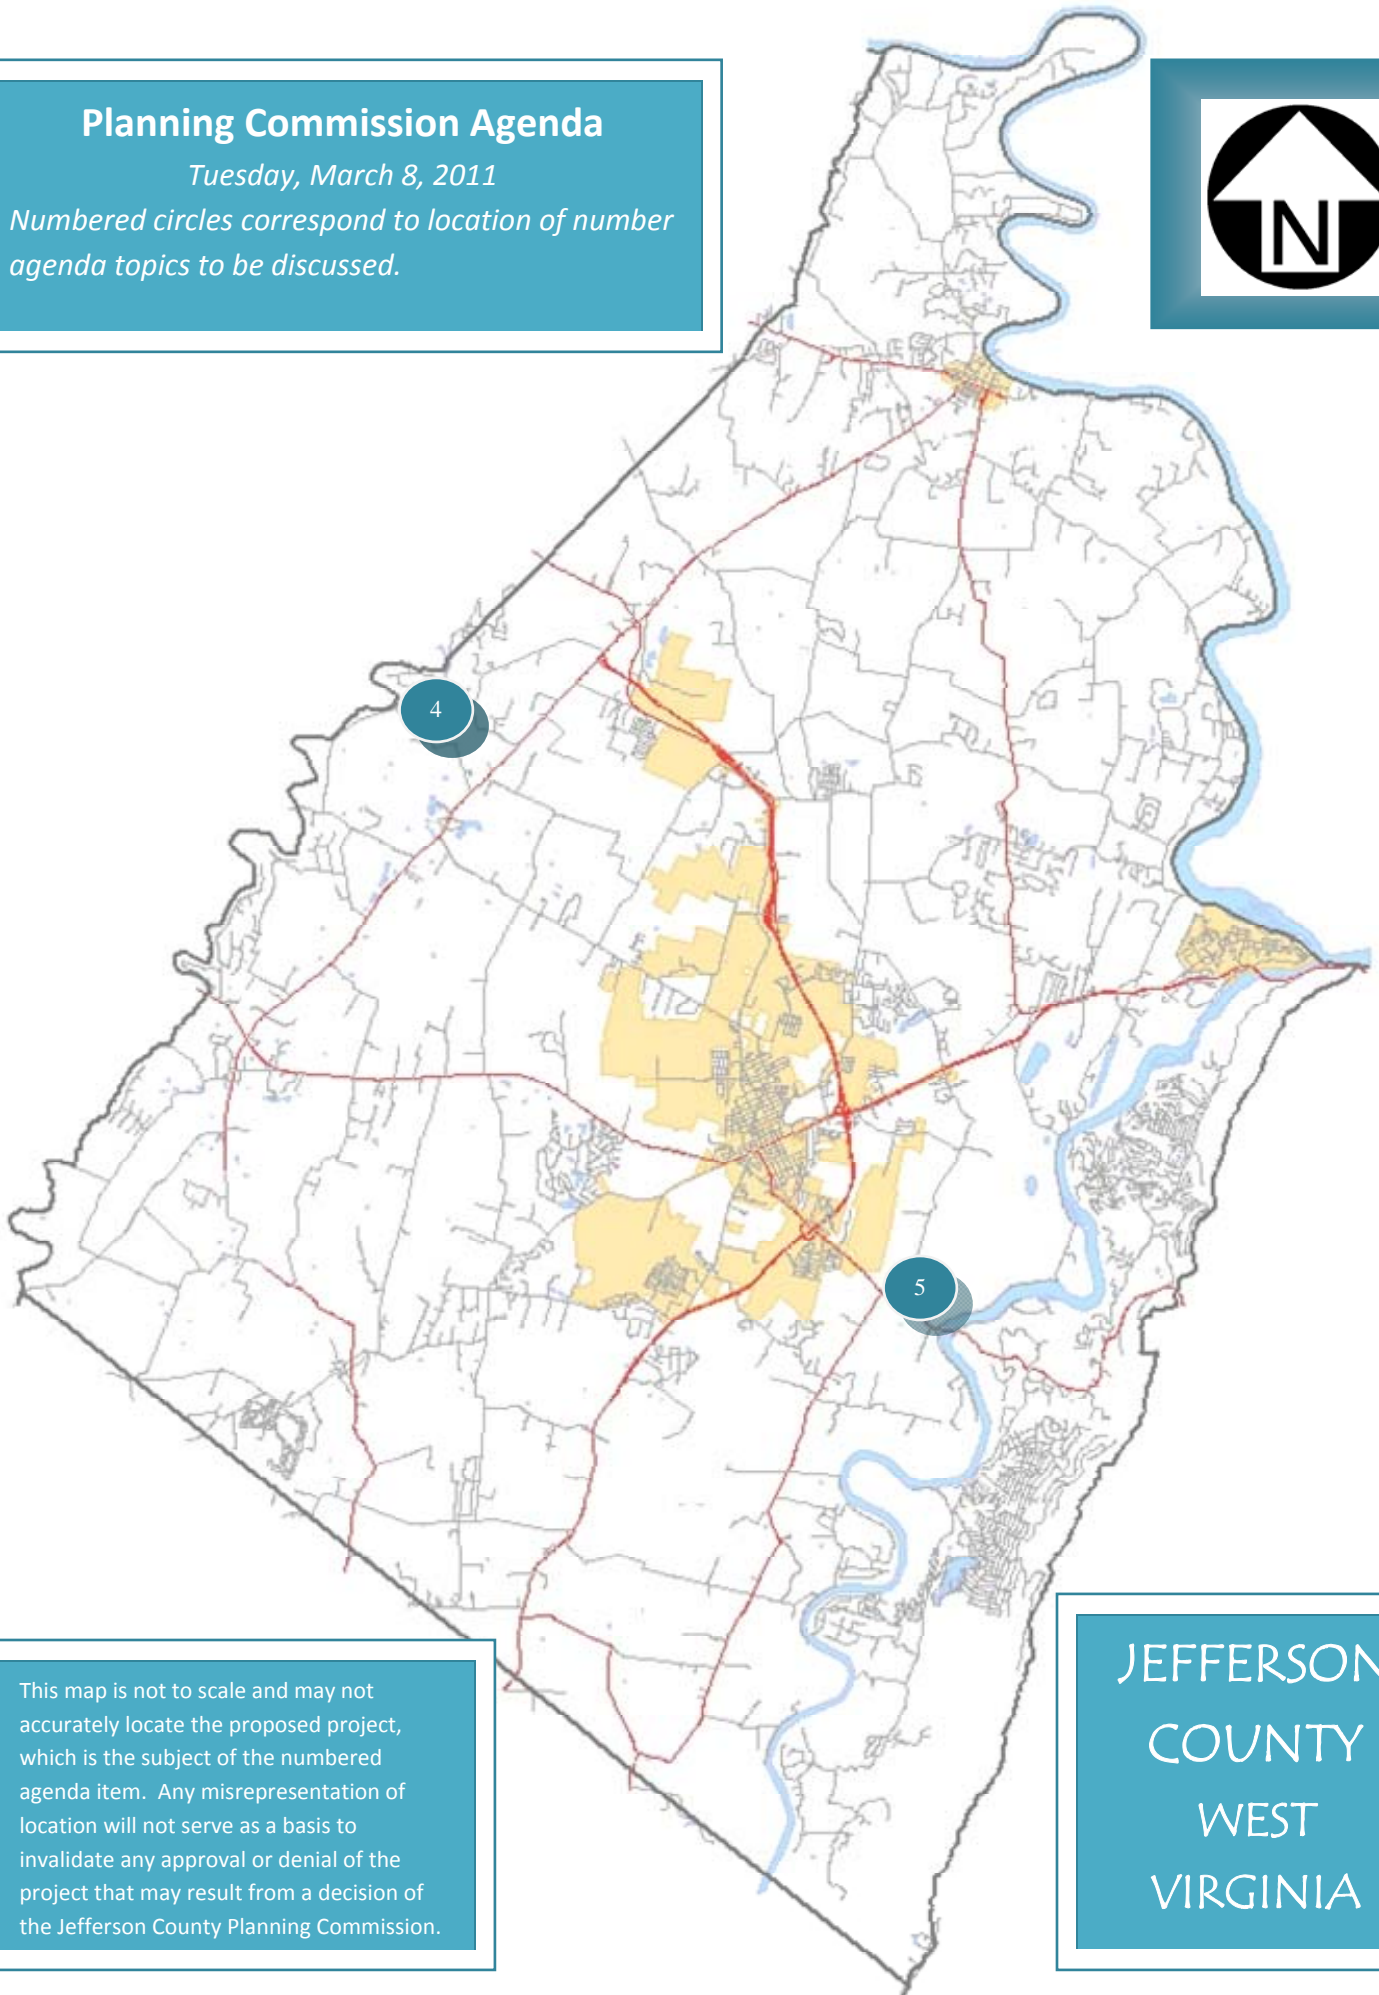 Planning Commission Agenda
Tuesday, March 8, 2011
Numbered circles correspond to location of number
agenda topics to be discussed.
N
4
5
This map is not to scale and may not
accurately locate the proposed project,
which is the subject of the numbered
agenda item. Any misrepresentation of
location will not serve as a basis to
invalidate any approval or denial of the
project that may result from a decision of
the Jefferson County Planning Commission.
JEFFERSON
COUNTY
WEST
VIRGINIA